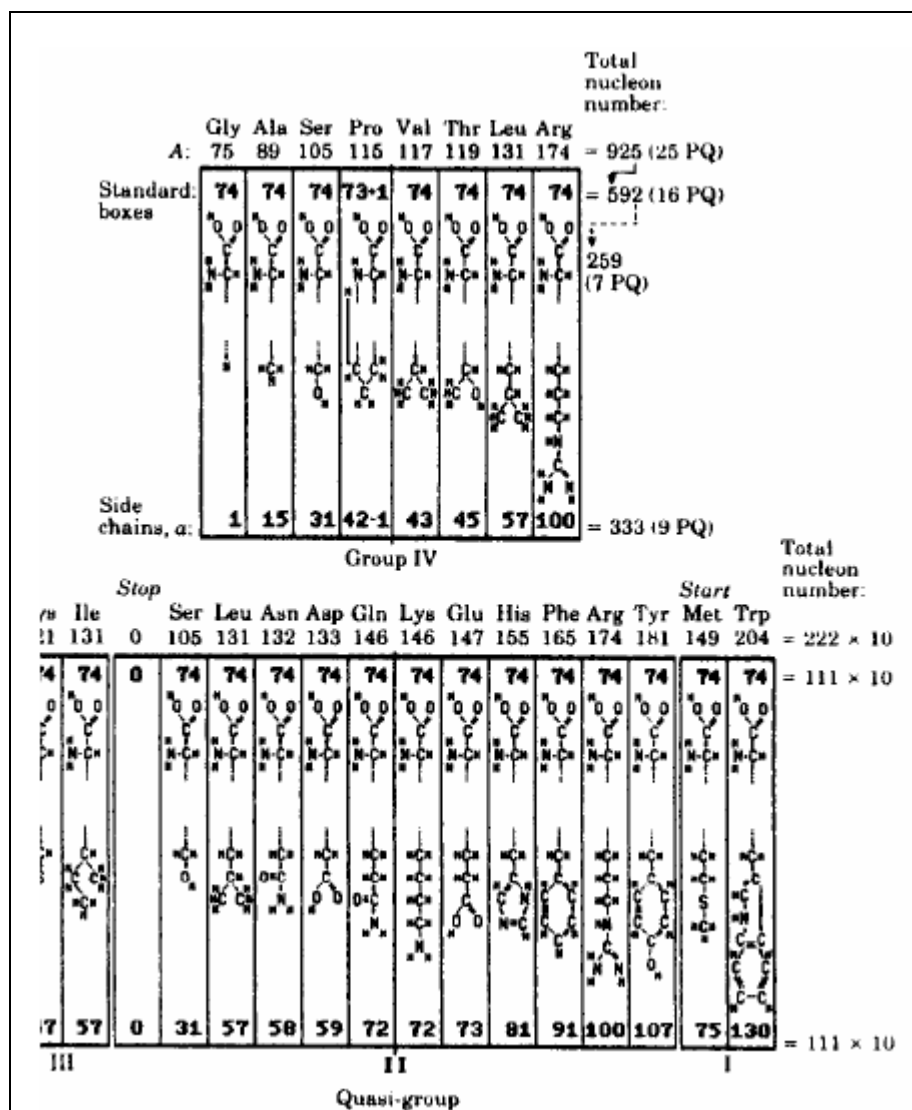 Total
nucleon
number:
Gly Ala Ser Pro Val Thr Leu Arg
A: 75 89 105 115 117 119 131 174 = 925 (25 PQ)
Standard: 74 74 74 73+1 74 74 74 74 = 592 (16 PQ)
boxes
259
(7 PQ)
Side
chains, a: 1 15 31 42-1 43 45 57 100 = 333 (9 PQ)
Group IV
Total
nucleon
number:
Stop Start
ys Ile Ser Leu Asn Asp Gln Lys Glu His Phe Arg Tyr Met Trp
21 131 0 105 131 132 133 146 146 147 155 165 174 181 149 204 = 222 × 10
74 74 0 74 74 74 74 74 74 74 74 74 74 74 74 74 = 111 × 10
57 0 31 57 58 59 72 72 73 81 91 100 107 75 130 = 111 × 10
III II I
Quasi-group